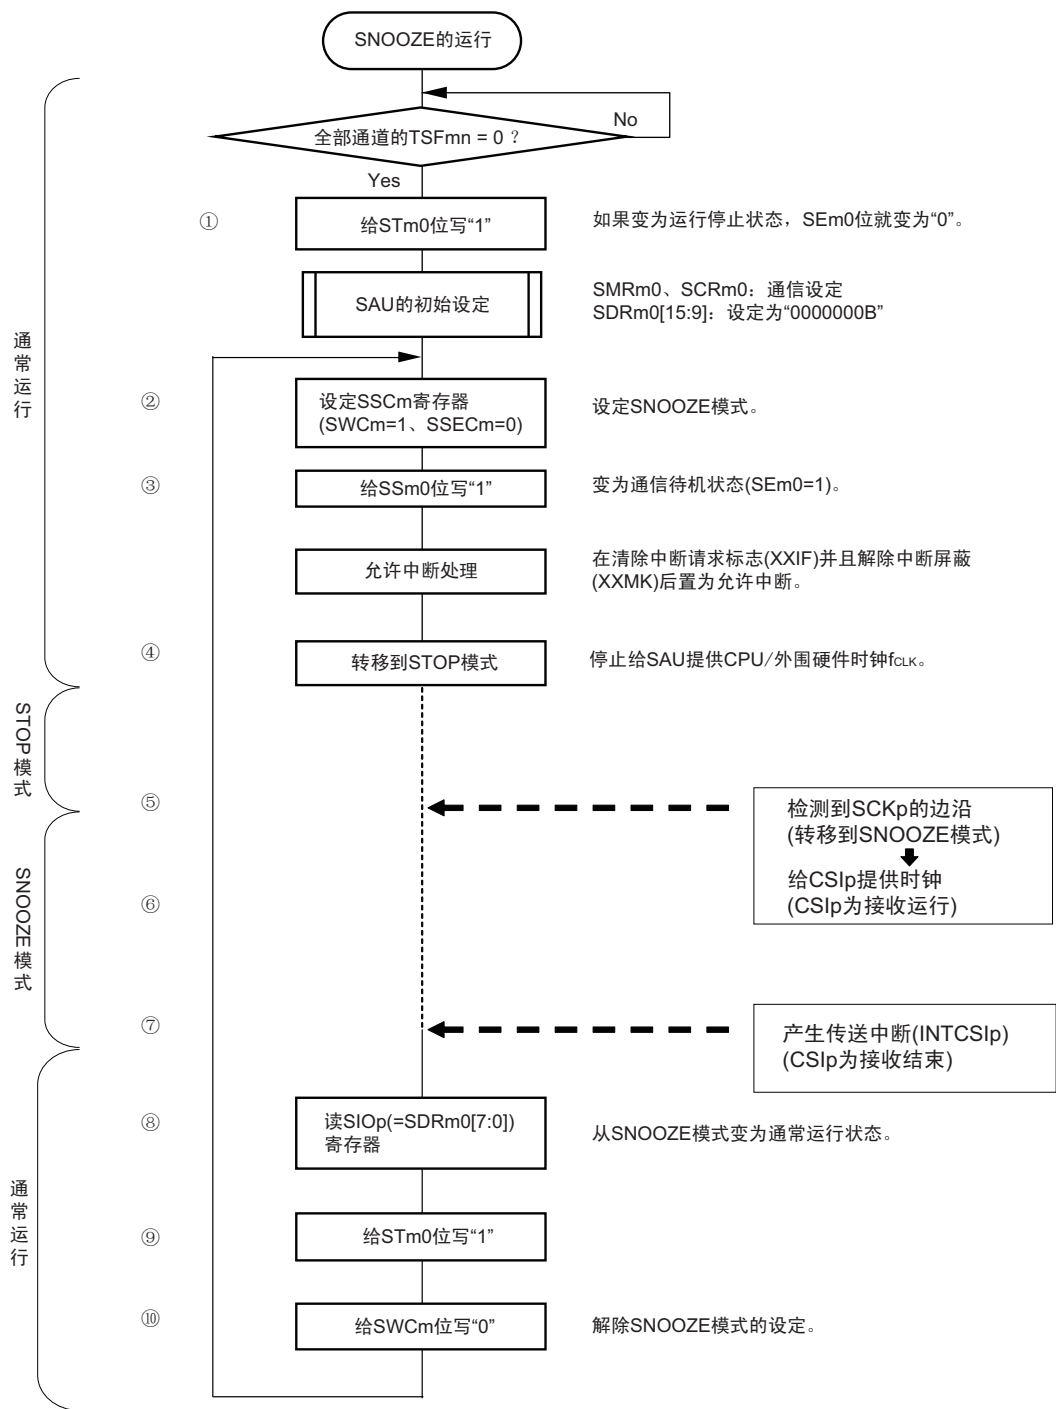 SNOOZE的运行
No
全部通道的TSFmn = 0 ?
Yes
①
给STm0位写“1”
如果变为运行停止状态，SEm0位就变为“0”。
SAU的初始设定
SMRm0、SCRm0：通信设定
SDRm0[15:9]：设定为“0000000B”
通常运行
②
设定SSCm寄存器
(SWCm=1、SSECm=0)
设定SNOOZE模式。
③
给SSm0位写“1”
变为通信待机状态(SEm0=1)。
允许中断处理
在清除中断请求标志(XXIF)并且解除中断屏蔽
(XXMK)后置为允许中断。
④
转移到STOP模式
停止给SAU提供CPU/外围硬件时钟fCLK。
STOP模式
⑤
检测到SCKp的边沿
(转移到SNOOZE模式)
给CSIp提供时钟
(CSIp为接收运行)
SNOOZE模式
⑥
⑦
产生传送中断(INTCSIp)
(CSIp为接收结束)
⑧
读SIOp(=SDRm0[7:0])
寄存器
从SNOOZE模式变为通常运行状态。
通常运行
⑨
给STm0位写“1”
⑩
给SWCm位写“0”
解除SNOOZE模式的设定。